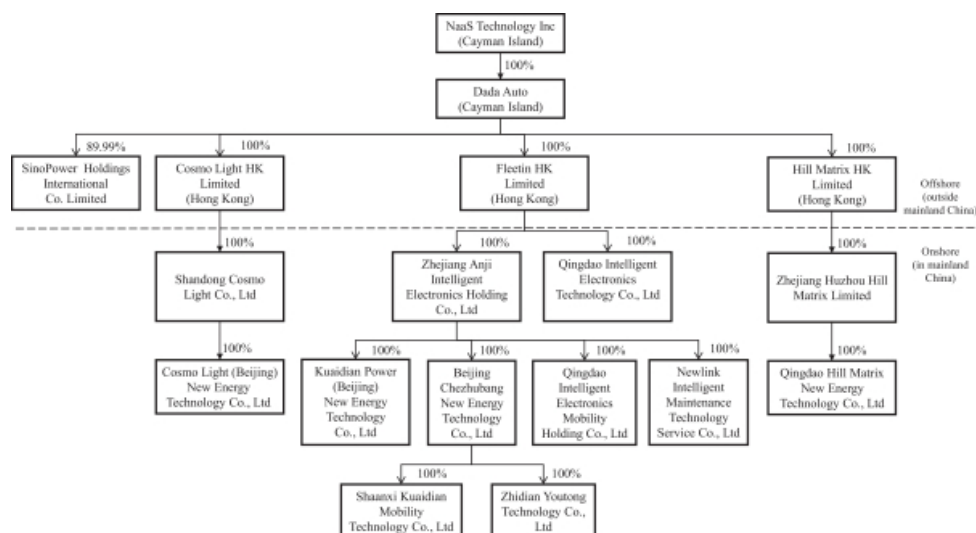 NaaS Technology Inc
(Cayman Island)
100%
Dada Auto
(Cayman Island)
89.99%
100%
100%
100%
SinoPower Holdings
International
Co. Limited
Cosmo Light HK
Limited
(Hong Kong)
Fleetin HK
Limited
(Hong Kong)
Hill Matrix HK
Limited
(Hong Kong)
Offshore
(outside
mainland China)
100%
100%
100%
100%
Onshore
(in mainland
China)
Shandong Cosmo
Light Co., Ltd
Zhejiang Anji
Intelligent
Electronics Holding
Co., Ltd
Qingdao Intelligent
Electronics
Technology Co., Ltd
Zhejiang Huzhou Hill
Matrix Limited
100%
100%
100%
100%
100%
100%
Cosmo Light (Beijing)
New Energy
Technology Co., Ltd
Kuaidian Power
(Beijing)
New Energy
Technology
Co., Ltd
Beijing
Chezhubang
New Energy
Technology
Co., Ltd
Qingdao
Intelligent
Electronics
Mobility
Holding Co., Ltd
Newlink
Intelligent
Maintenance
Technology
Service Co., Ltd
Qingdao Hill Matrix
New Energy
Technology Co., Ltd
100%
100%
Shaanxi Kuaidian
Mobility
Technology Co., Ltd
Zhidian Youtong
Technology Co.,
Ltd